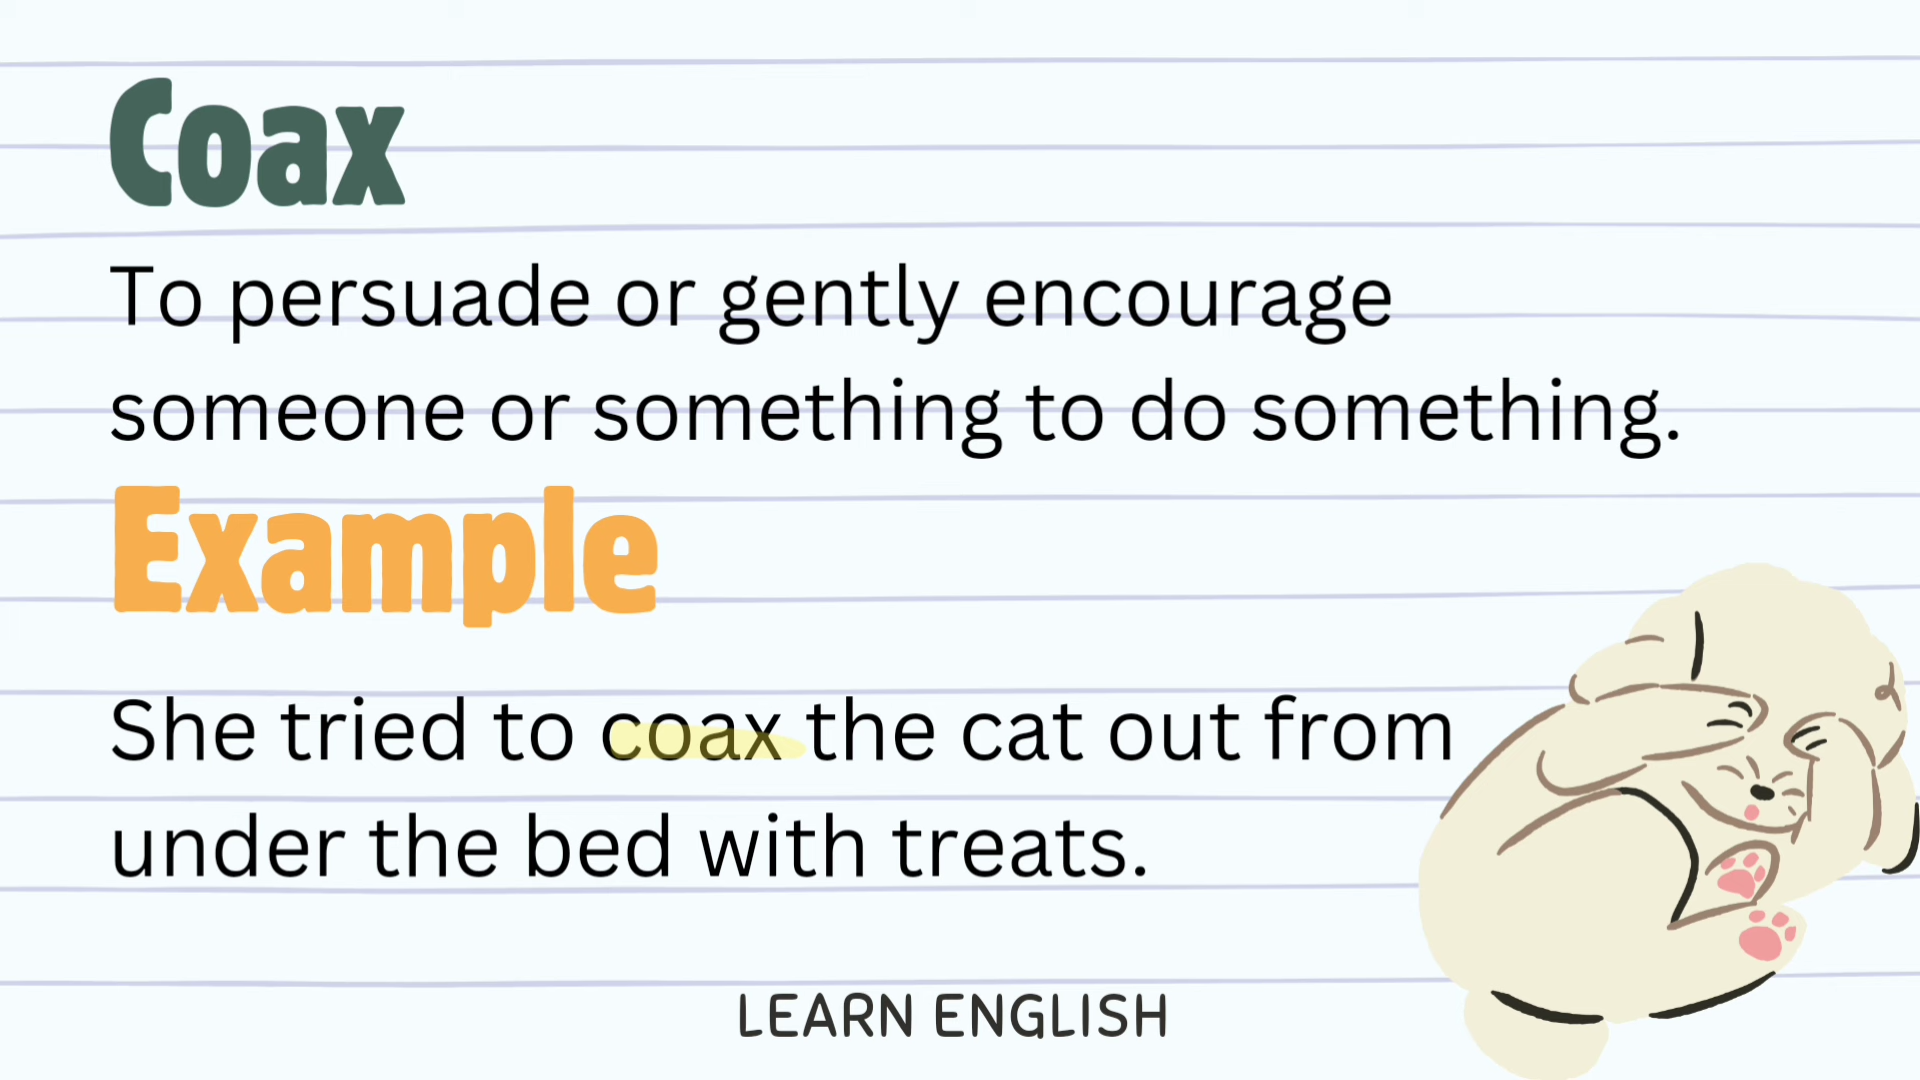 Coax
To persuade or gently encourage
someone or something to do something.
Example
She tried to coax the cat out from
under the bed with treats.
LEARN ENGLISH